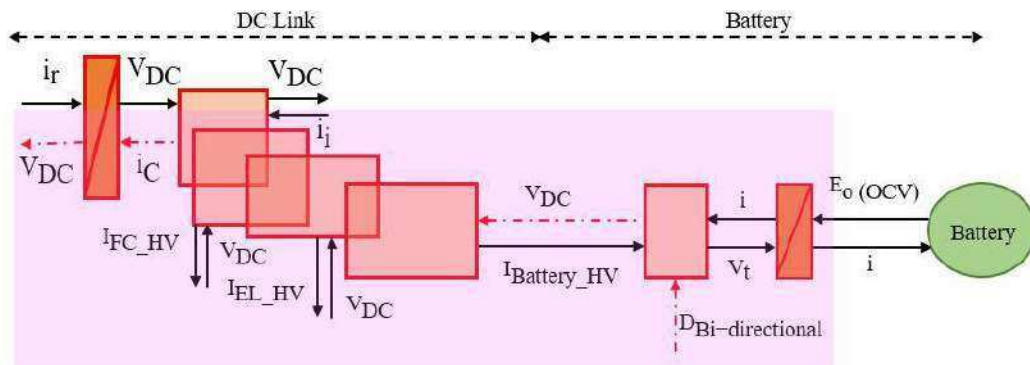 DC Link
Battery
i_r
V_DC
V_DC
i_i
V_DC
i_C
V_DC
E_o (OCV)
i
I_FC_HV
V_DC
Battery
I_EL_HV
I_Battery_HV
V_t
i
V_DC
D_Bi-directional